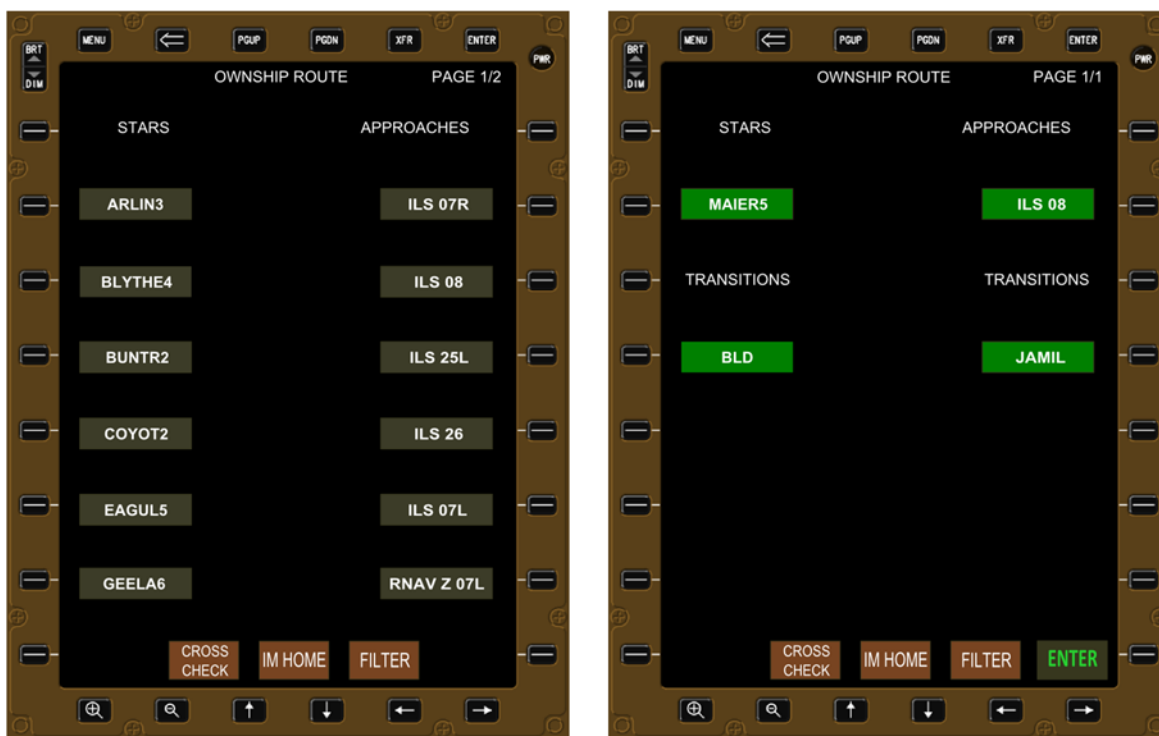 MENU PGUP PGDN XFR ENTER
BRT
DIM
PWR
OWNSHIP ROUTE PAGE 1/2
STARS APPROACHES
ARLIN3 ILS 07R
BLYTHE4 ILS 08
BUNTR2 ILS 25L
COYOT2 ILS 26
EAGUL5 ILS 07L
GEELA6 RNAV Z 07L
CROSS
CHECK
IM HOME
FILTER
MENU PGUP PGDN XFR ENTER
BRT
DIM
PWR
OWNSHIP ROUTE PAGE 1/1
STARS APPROACHES
MAIER5 ILS 08
TRANSITIONS TRANSITIONS
BLD JAMIL
CROSS
CHECK
IM HOME
FILTER
ENTER